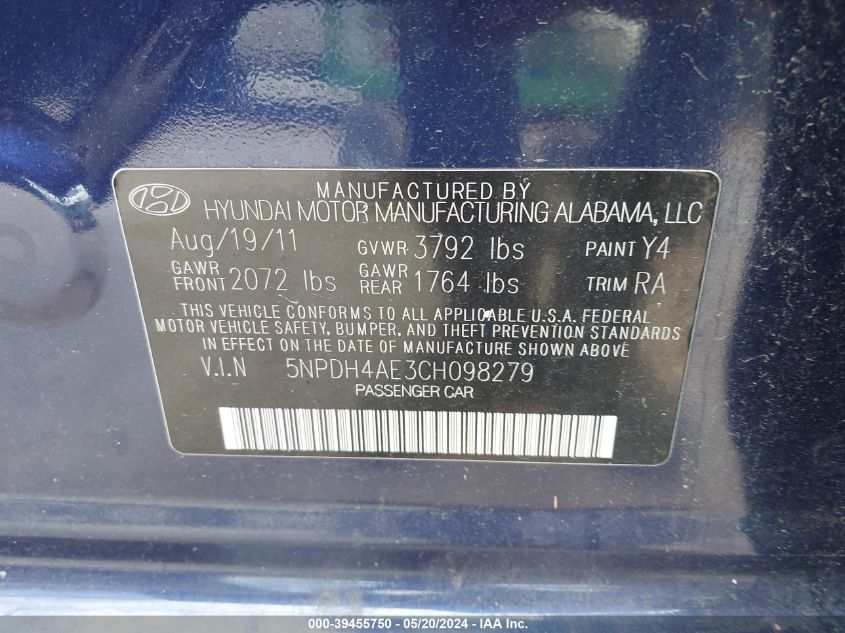 MANUFACTURED BY
HYUNDAI MOTOR MANUFACTURING ALABAMA, LLC
Aug/19/11 GVWR 3792 lbs PAINT Y4
GAWR FRONT 2072 lbs GAWR REAR 1764 lbs TRIM RA
THIS VEHICLE CONFORMS TO ALL APPLICABLE U.S.A. FEDERAL
MOTOR VEHICLE SAFETY, BUMPER, AND THEFT PREVENTION STANDARDS
IN EFFECT ON THE DATE OF MANUFACTURE SHOWN ABOVE
V.I.N 5NPDH4AE3CH098279
PASSENGER CAR
000-39455750 - 05/20/2024 - IAA Inc.